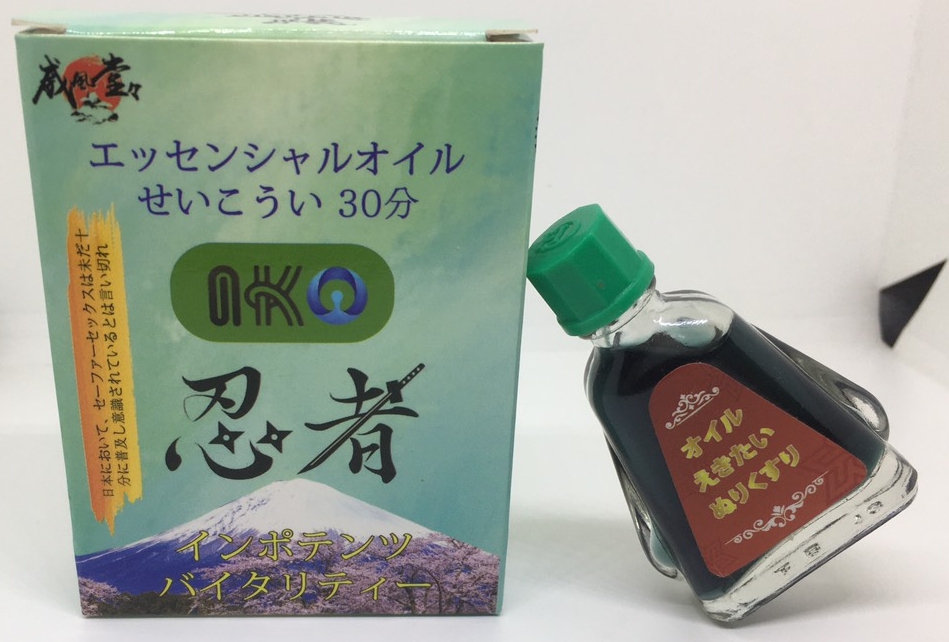 威風堂々
エッセンシャルオイル
せいこうい 30分
日本において、セーファーセックスは未だ十
分に普及し意識されているとは言い切れ
忍者
インポテンツ
バイタリティー
オイル
えきたい
ぬりくすり